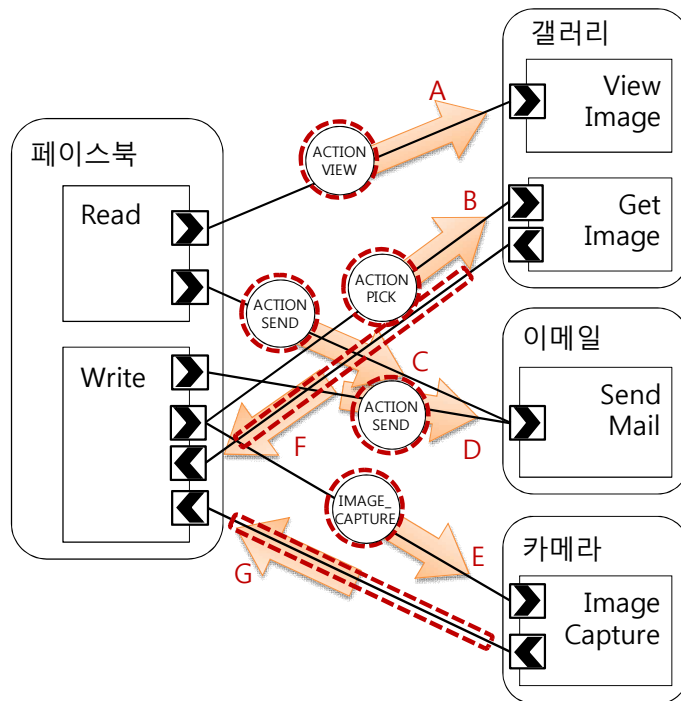 갤러리
View
Image
A
ACTION
VIEW
페이스북
Read
B
Get
Image
ACTION
PICK
ACTION
SEND
이메일
C
Write
Send
Mail
ACTION
SEND
F
D
IMAGE_
CAPTURE
카메라
E
G
Image
Capture